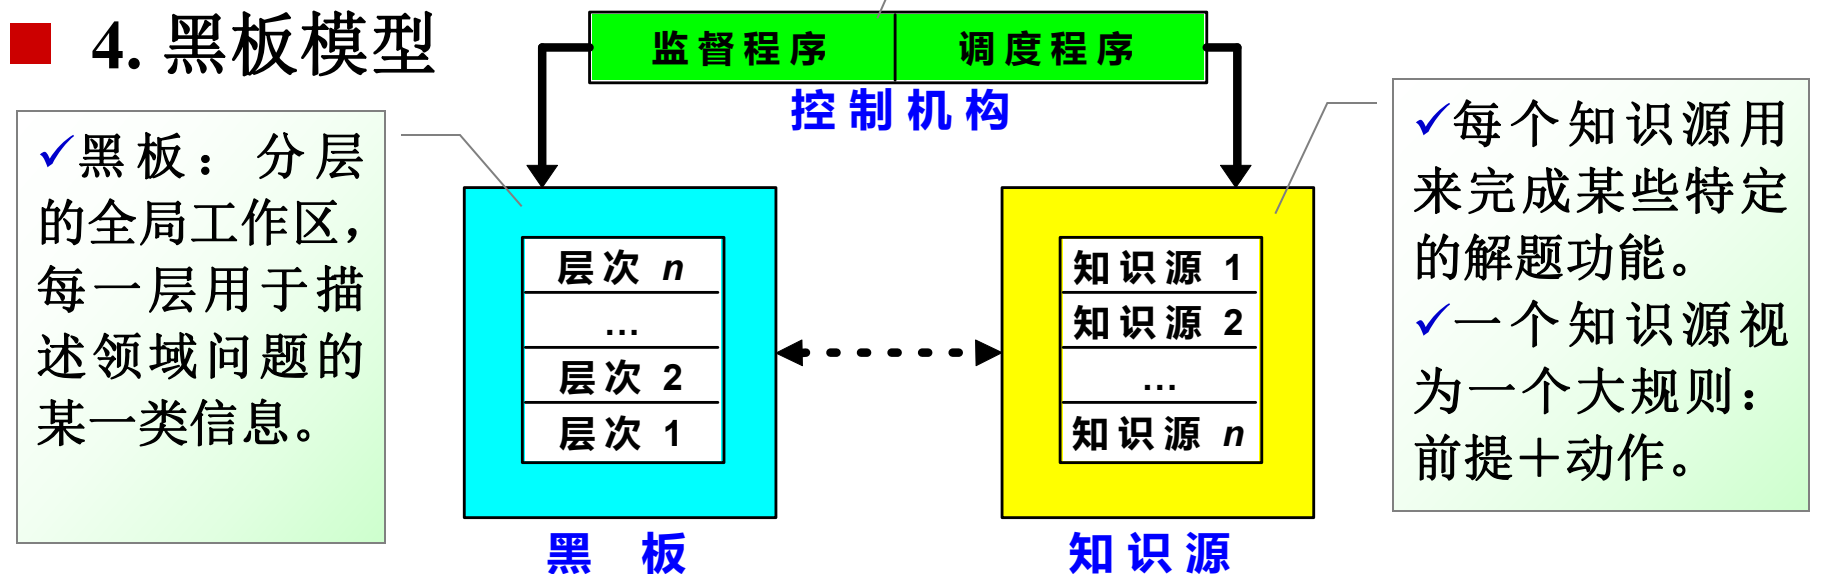 4. 黑板模型
监督程序 调度程序
控制机构
✓黑板：分层
的全局工作区，
每一层用于描
述领域问题的
某一类信息。
层次 n
…
层次 2
层次 1
黑 板
知识源 1
知识源 2
…
知识源 n
知识源
✓每个知识源用
来完成某些特定
的解题功能。
✓一个知识源视
为一个大规则：
前提＋动作。